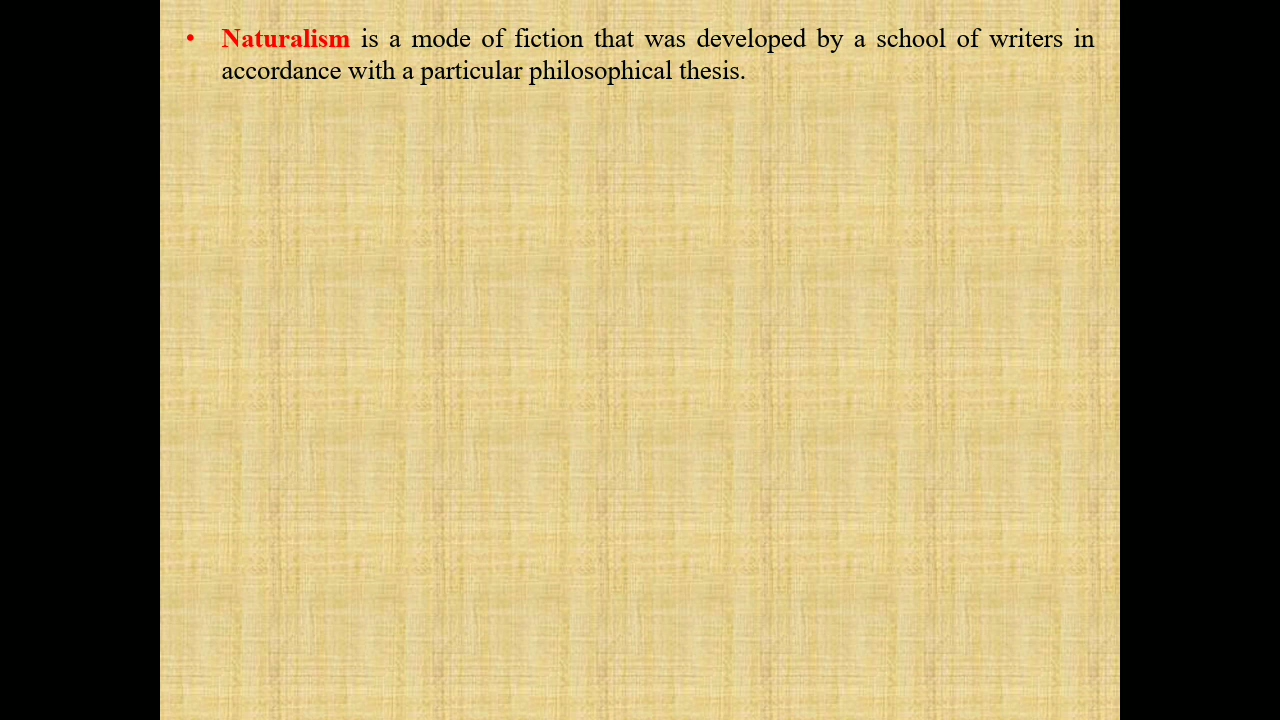 • Naturalism is a mode of fiction that was developed by a school of writers in
accordance with a particular philosophical thesis.